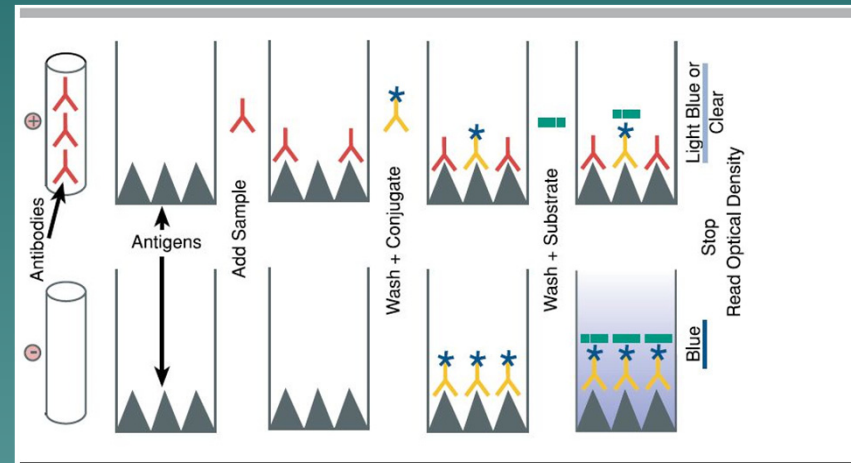 +
Antibodies
Antigens
Add Sample
Wash + Conjugate
Wash + Substrate
Light Blue or
Clear
Stop
Read Optical Density
-
Blue